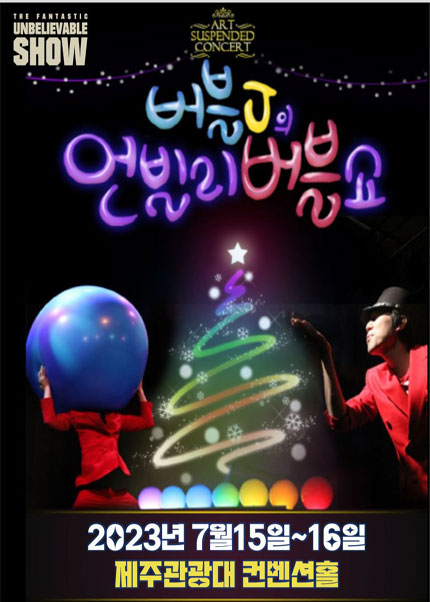 THE FANTASTIC
UNBELIEVABLE
SHOW
ART
SUSPENDED
CONCERT
버블J의
언빌리버블쇼
2023년 7월15일~16일
제주관광대 컨벤션홀